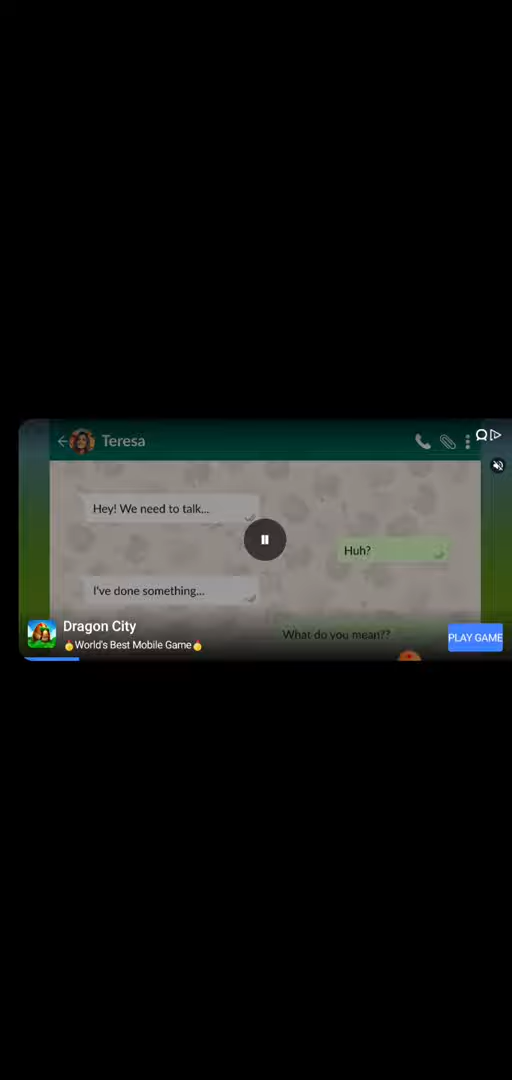 Teresa
Hey! We need to talk...
Huh?
I've done something...
What do you mean??
Dragon City
🏅World's Best Mobile Game🏅
PLAY GAME